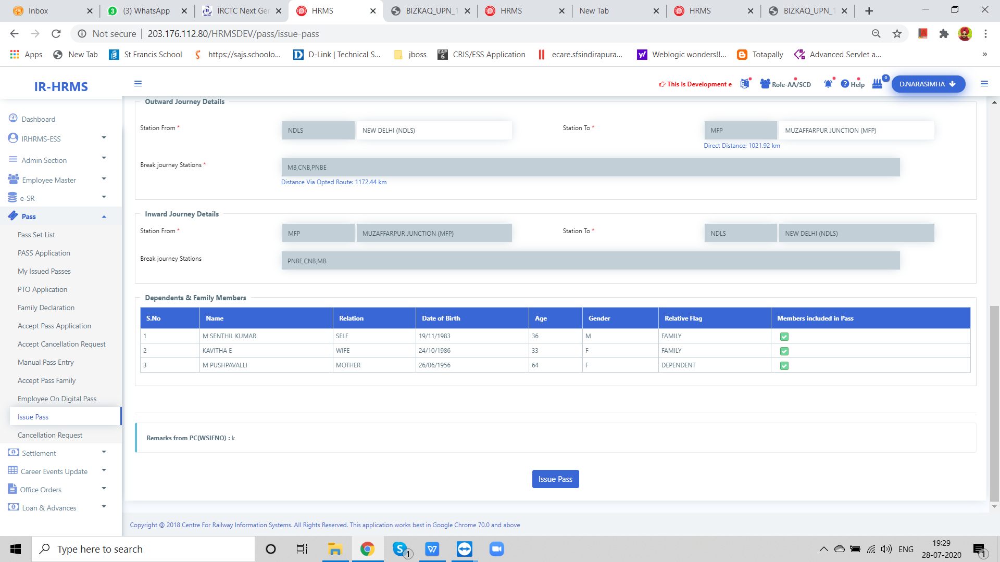 Inbox
(3) WhatsApp
IRCTC Next Ge
HRMS
BIZKAQ_UPN_1
HRMS
New Tab
HRMS
BIZKAQ_UPN_1
Not secure | 203.176.112.80/HRMSDEV/pass/issue-pass
Apps
New Tab
St Francis School
https://sajs.schoolo...
D-Link | Technical S...
jboss
EAP 6
CRIS/ESS Application
ecare.sfsindirapura...
Weblogic wonders!!...
Totapally
Advanced Servlet a...
»
IR-HRMS
This is Development e
Role-AA/SCD
Help
0
D.NARASIMHA
Dashboard
IRHRMS-ESS
Admin Section
Employee Master
e-SR
Pass
Pass Set List
PASS Application
My Issued Passes
PTO Application
Family Declaration
Accept Pass Application
Accept Cancellation Request
Manual Pass Entry
Accept Pass Family
Employee On Digital Pass
Issue Pass
Cancellation Request
Settlement
Career Events Update
Office Orders
Loan & Advances
Outward Journey Details
Station From * NDLS NEW DELHI (NDLS) Station To * MFP MUZAFFARPUR JUNCTION (MFP)
Direct Distance: 1021.92 km
Break journey Stations * MB,CNB,PNBE
Distance Via Opted Route: 1172.44 km
Inward Journey Details
Station From * MFP MUZAFFARPUR JUNCTION (MFP) Station To * NDLS NEW DELHI (NDLS)
Break journey Stations PNBE,CNB,MB
Dependents & Family Members
S.No Name Relation Date of Birth Age Gender Relative Flag Members included in Pass
1 M SENTHIL KUMAR SELF 19/11/1983 36 M FAMILY
2 KAVITHA E WIFE 24/10/1986 33 F FAMILY
3 M PUSHPAVALLI MOTHER 26/06/1956 64 F DEPENDENT
Remarks from PC(WSIFNO) : k
Issue Pass
Copyright @ 2018 Centre For Railway Information Systems. All Rights Reserved. This application works best in Google Chrome 70.0 and above
Type here to search
1
ENG
19:29
28-07-2020
1